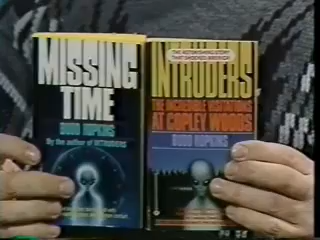 MISSING
TIME
BUDD HOPKINS
By the author of INTRUDERS
INTRUDERS
THE INCREDIBLE VISITATIONS
AT COPLEY WOODS
BUDD HOPKINS